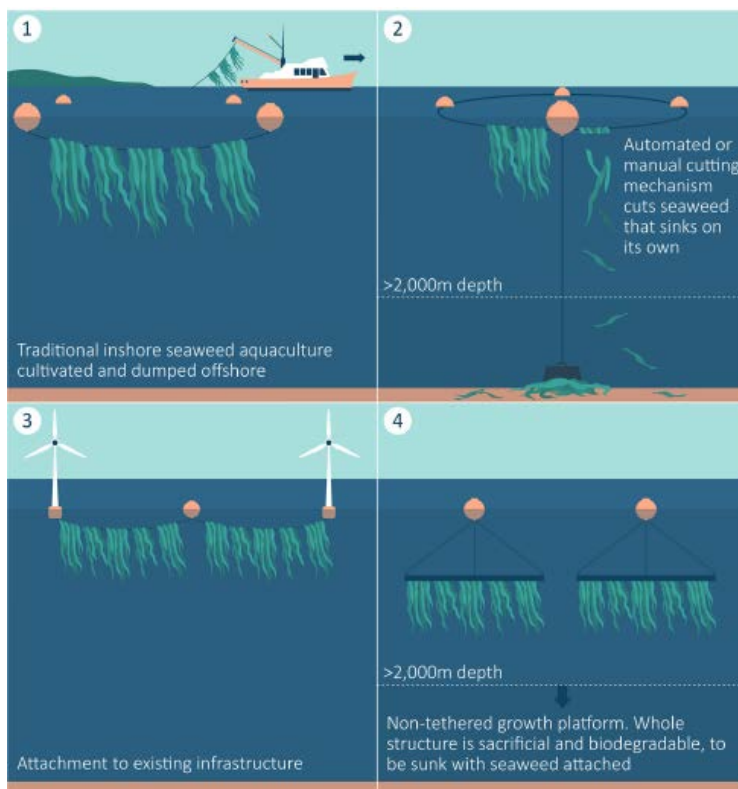 1
Traditional inshore seaweed aquaculture
cultivated and dumped offshore
2
Automated or
manual cutting
mechanism
cuts seaweed
that sinks on
its own
>2,000m depth
3
Attachment to existing infrastructure
4
>2,000m depth
Non-tethered growth platform. Whole
structure is sacrificial and biodegradable, to
be sunk with seaweed attached